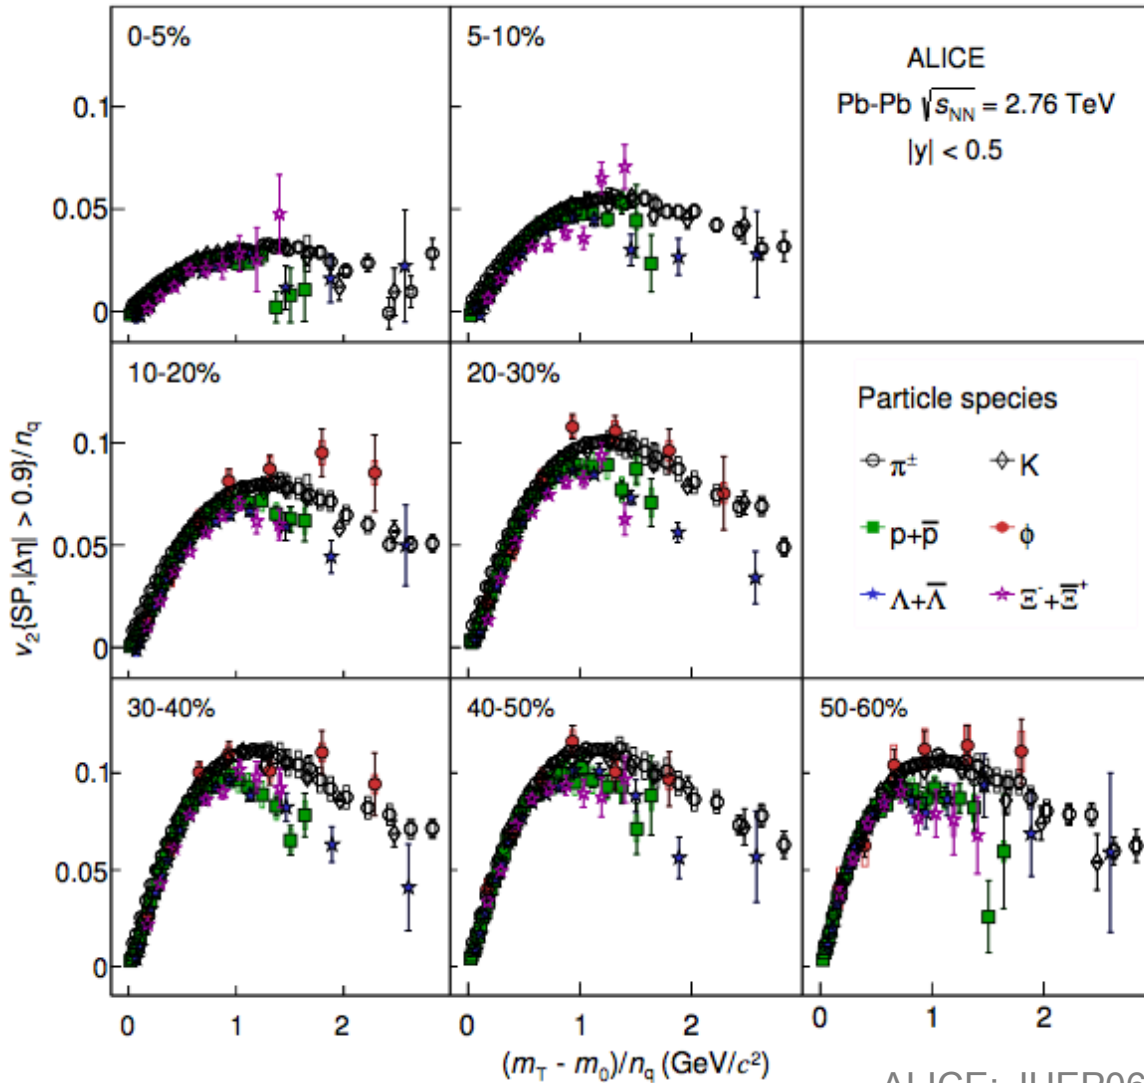 0-5%
5-10%
ALICE
Pb-Pb √sNN = 2.76 TeV
|y| < 0.5
0.1
0.05
0
10-20%
20-30%
Particle species
π±
K
p+p̅
ϕ
Λ+Λ̅
Ξ⁻+Ξ̅⁺
0.1
0.05
0
v₂{SP,|Δη| > 0.9}/n_q
30-40%
40-50%
50-60%
0.1
0.05
0
0 1 2 0 1 2 0 1 2
(m_T - m₀)/n_q (GeV/c²)